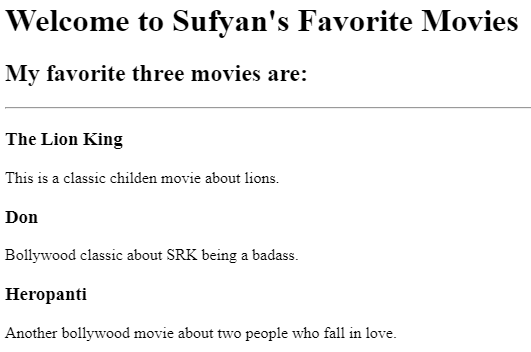 Welcome to Sufyan's Favorite Movies
My favorite three movies are:
The Lion King
This is a classic childen movie about lions.
Don
Bollywood classic about SRK being a badass.
Heropanti
Another bollywood movie about two people who fall in love.